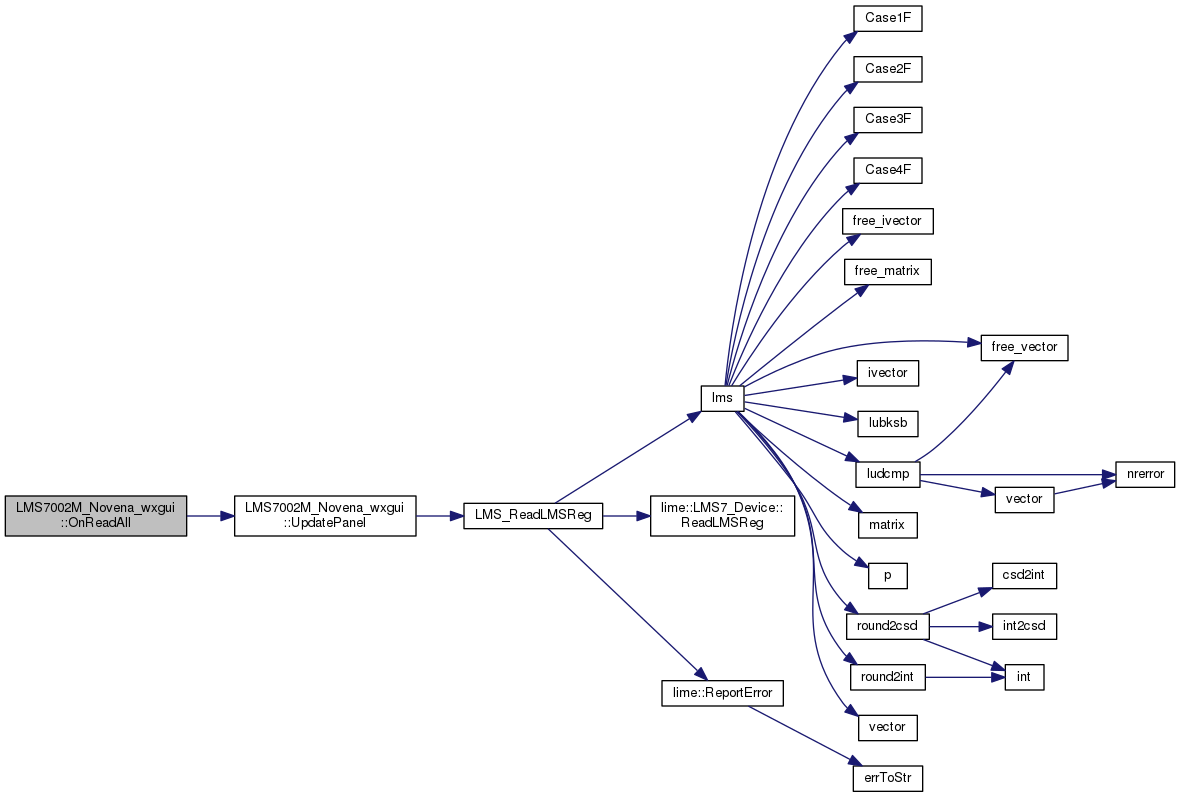 LMS7002M_Novena_wxgui
::OnReadAll
LMS7002M_Novena_wxgui
::UpdatePanel
LMS_ReadLMSReg
lms
lime::LMS7_Device::
ReadLMSReg
lime::ReportError
Case1F
Case2F
Case3F
Case4F
free_ivector
free_matrix
free_vector
ivector
lubksb
ludcmp
nrerror
vector
matrix
p
csd2int
round2csd
int2csd
round2int
int
vector
errToStr